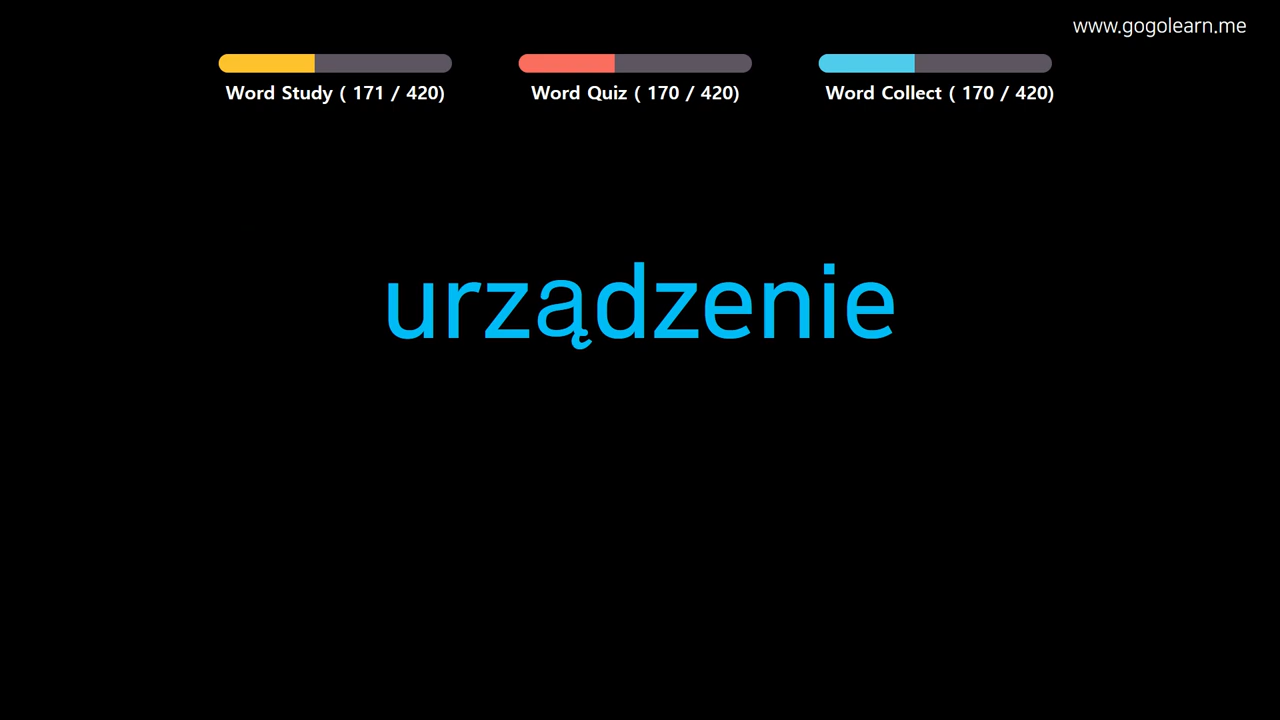 www.gogolearn.me
Word Study ( 171 / 420)
Word Quiz ( 170 / 420)
Word Collect ( 170 / 420)
urządzenie